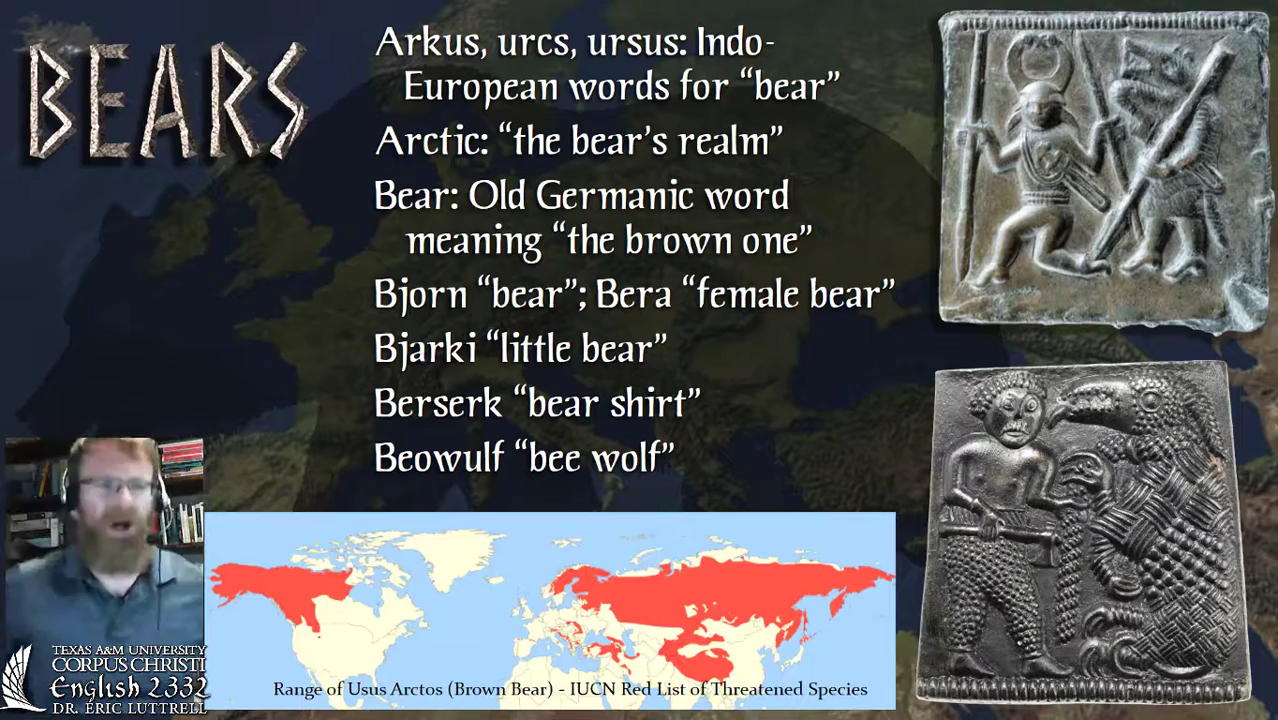 BEARS
Arkus, urcs, ursus: Indo-
European words for “bear”
Arctic: “the bear’s realm”
Bear: Old Germanic word
meaning “the brown one”
Bjorn “bear”; Bera “female bear”
Bjarki “little bear”
Berserk “bear shirt”
Beowulf “bee wolf”
Range of Usus Arctos (Brown Bear) - IUCN Red List of Threatened Species
TEXAS A&M UNIVERSITY
CORPUS CHRISTI
English 2332
DR. ERIC LUTTRELL